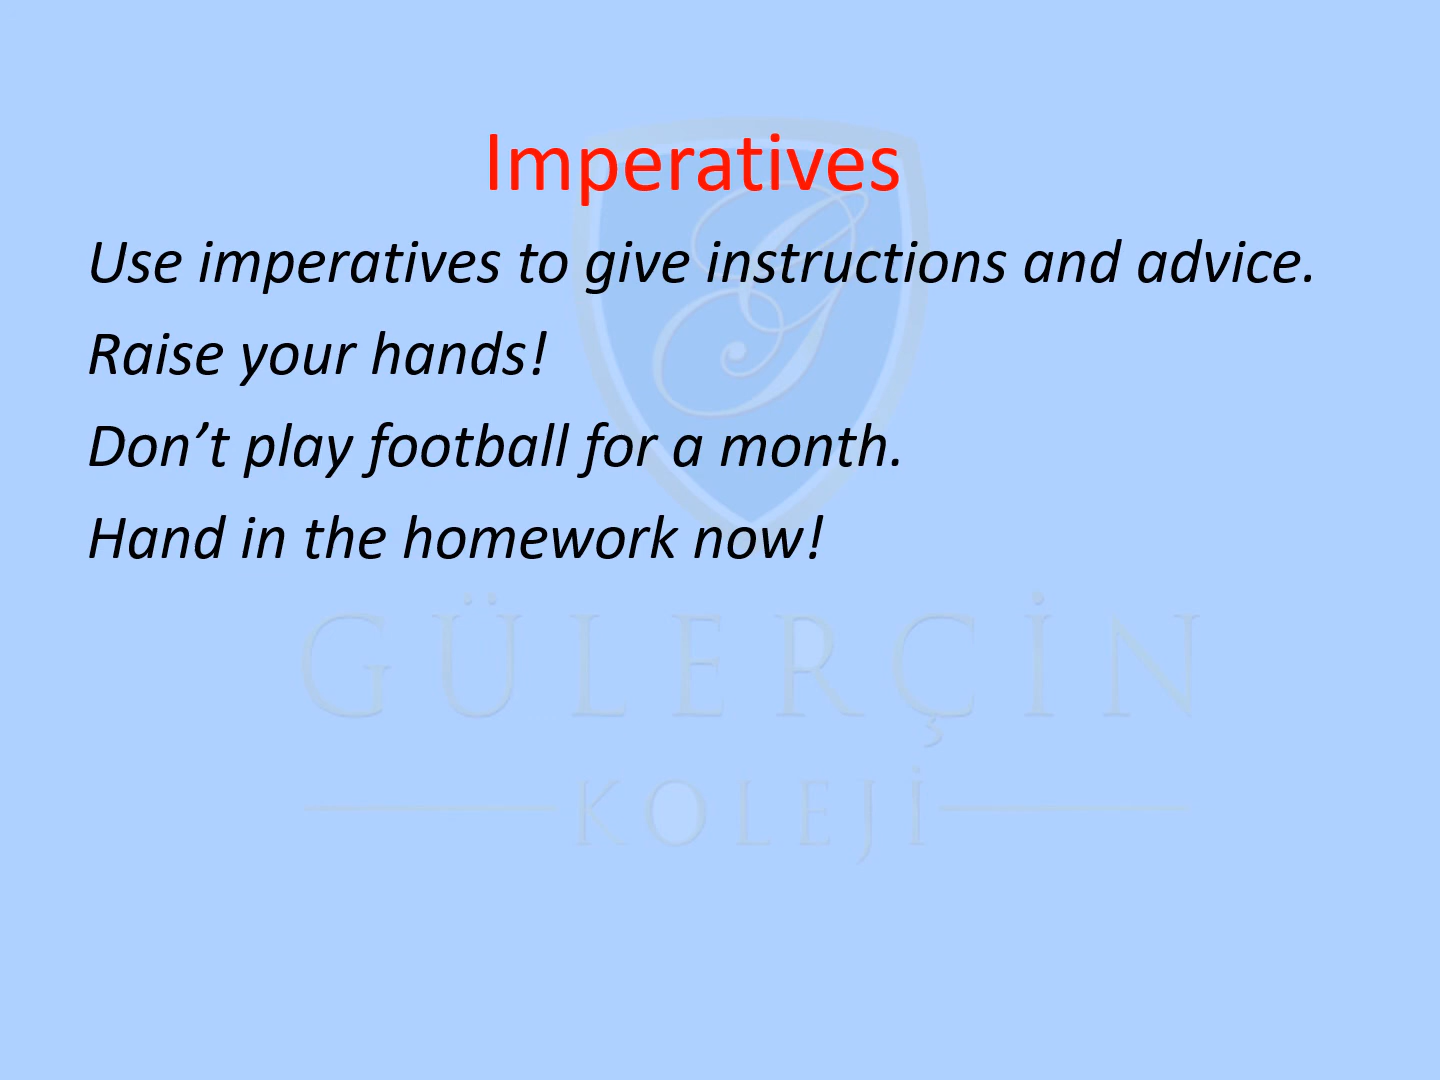 Imperatives
Use imperatives to give instructions and advice.
Raise your hands!
Don’t play football for a month.
Hand in the homework now!
GÜLERÇİN
KOLEJİ